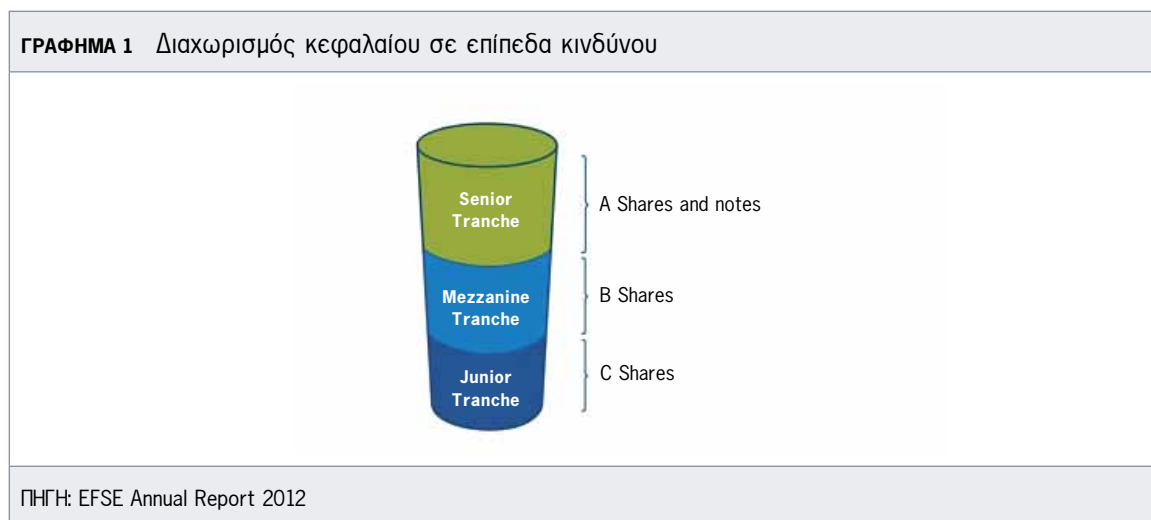 ΓΡΑΦΗΜΑ 1 Διαχωρισμός κεφαλαίου σε επίπεδα κινδύνου
Senior
Tranche
A Shares and notes
Mezzanine
Tranche
B Shares
Junior
Tranche
C Shares
ΠΗΓΗ: EFSE Annual Report 2012